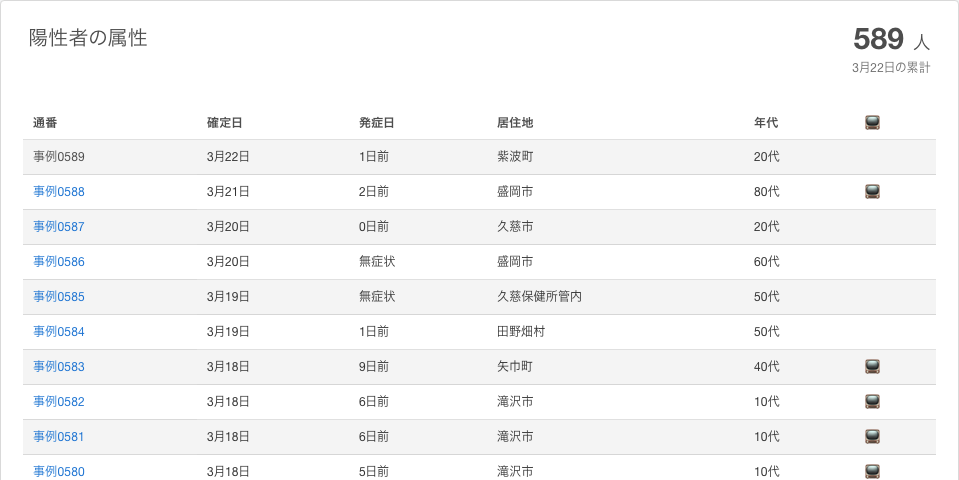 陽性者の属性
589 人
3月22日の累計
通番 確定日 発症日 居住地 年代
事例0589 3月22日 1日前 紫波町 20代
事例0588 3月21日 2日前 盛岡市 80代
事例0587 3月20日 0日前 久慈市 20代
事例0586 3月20日 無症状 盛岡市 60代
事例0585 3月19日 無症状 久慈保健所管内 50代
事例0584 3月19日 1日前 田野畑村 50代
事例0583 3月18日 9日前 矢巾町 40代
事例0582 3月18日 6日前 滝沢市 10代
事例0581 3月18日 6日前 滝沢市 10代
事例0580 3月18日 5日前 滝沢市 10代